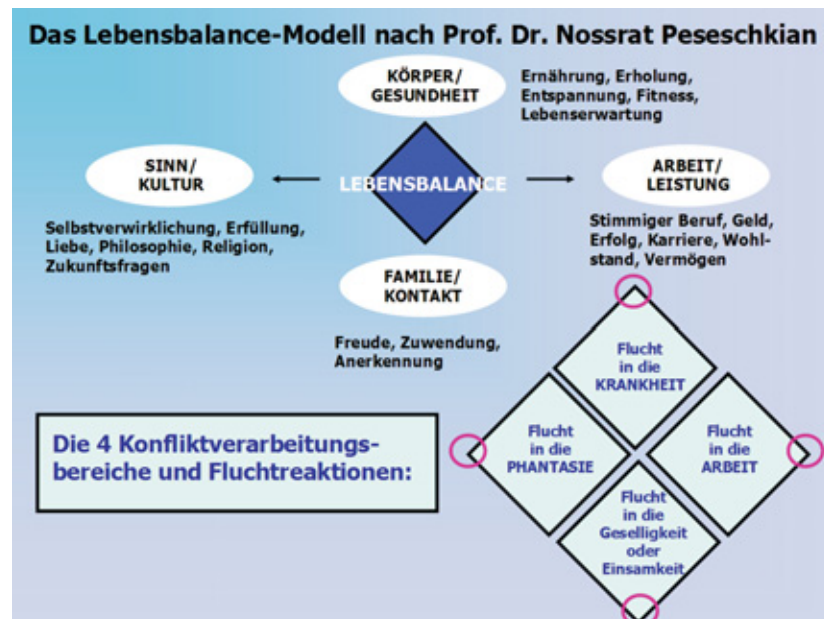 Das Lebensbalance-Modell nach Prof. Dr. Nossrat Peseschkian
KÖRPER/
GESUNDHEIT
Ernährung, Erholung,
Entspannung, Fitness,
Lebenserwartung
SINN/
KULTUR
LEBENSBALANCE
ARBEIT/
LEISTUNG
Selbstverwirklichung, Erfüllung,
Liebe, Philosophie, Religion,
Zukunftsfragen
Stimmiger Beruf, Geld,
Erfolg, Karriere, Wohl-
stand, Vermögen
FAMILIE/
KONTAKT
Freude, Zuwendung,
Anerkennung
Flucht
in die
KRANKHEIT
Die 4 Konfliktverarbeitungs-
bereiche und Fluchtreaktionen:
Flucht
in die
PHANTASIE
Flucht
in die
ARBEIT
Flucht
in die
Geselligkeit
oder
Einsamkeit